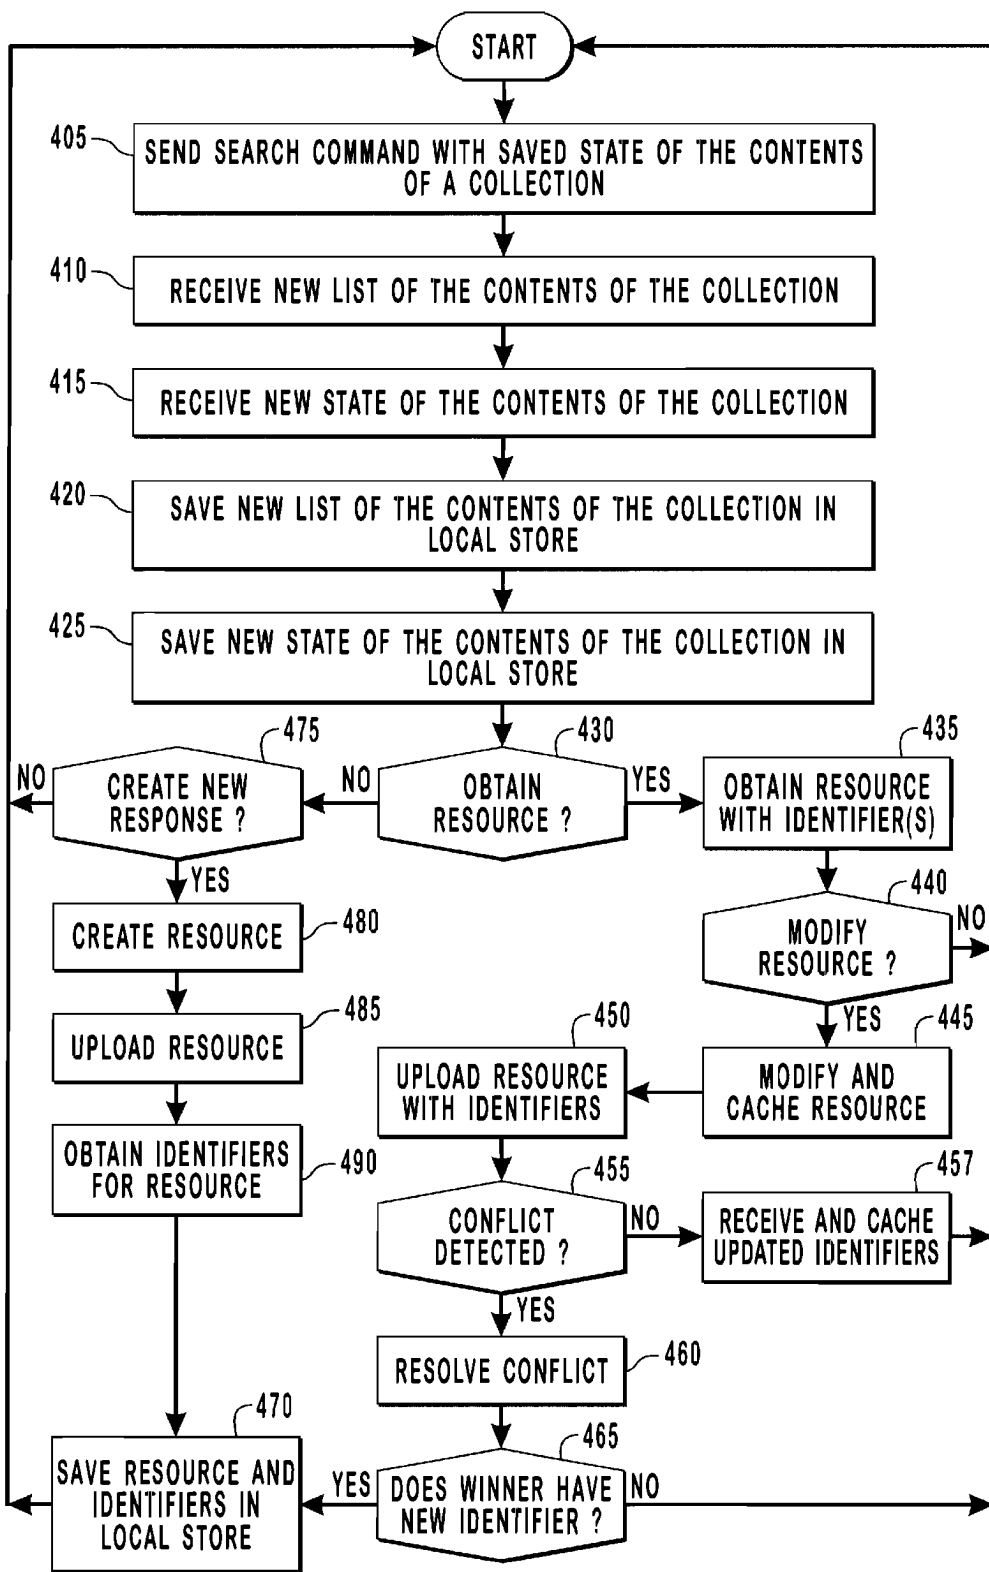 START
405
SEND SEARCH COMMAND WITH SAVED STATE OF THE CONTENTS
OF A COLLECTION
410
RECEIVE NEW LIST OF THE CONTENTS OF THE COLLECTION
415
RECEIVE NEW STATE OF THE CONTENTS OF THE COLLECTION
420
SAVE NEW LIST OF THE CONTENTS OF THE COLLECTION IN
LOCAL STORE
425
SAVE NEW STATE OF THE CONTENTS OF THE COLLECTION IN
LOCAL STORE
475
NO
CREATE NEW
RESPONSE ?
YES
430
NO
OBTAIN
RESOURCE ?
YES
435
OBTAIN RESOURCE
WITH IDENTIFIER(S)
440
MODIFY
RESOURCE ?
NO
YES
CREATE RESOURCE
480
485
UPLOAD RESOURCE
450
UPLOAD RESOURCE
WITH IDENTIFIERS
445
MODIFY AND
CACHE RESOURCE
OBTAIN IDENTIFIERS
FOR RESOURCE
490
455
CONFLICT
DETECTED ?
NO
YES
457
RECEIVE AND CACHE
UPDATED IDENTIFIERS
RESOLVE CONFLICT
460
470
SAVE RESOURCE AND
IDENTIFIERS IN
LOCAL STORE
465
YES
DOES WINNER HAVE
NEW IDENTIFIER ?
NO